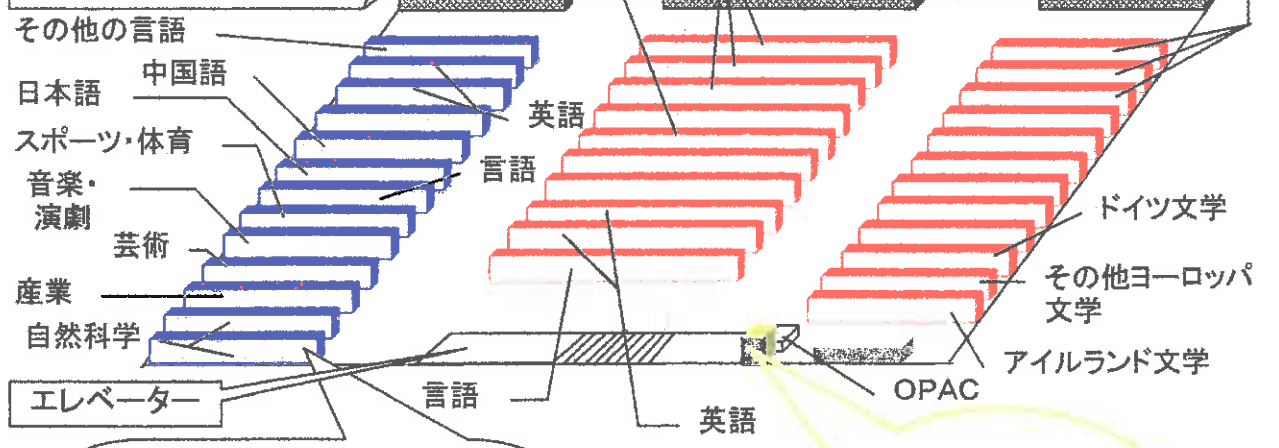 その他の言語
中国語
日本語
英語
スポーツ・体育
言語
音楽・
演劇
ドイツ文学
芸術
その他ヨーロッパ
文学
産業
自然科学
アイルランド文学
エレベーター
言語
OPAC
英語